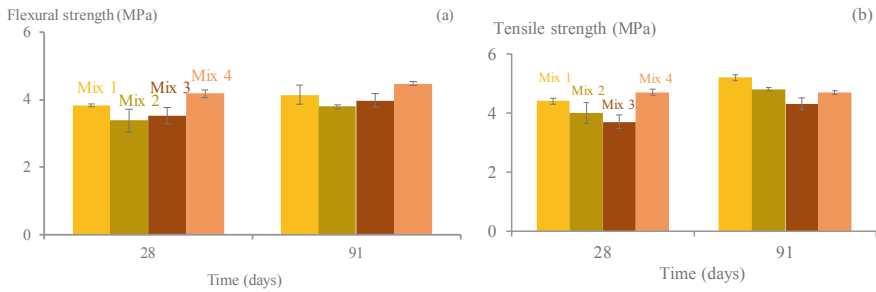 Flexural strength (MPa)
(a)
6
4
2
0
Mix 1
Mix 2
Mix 3
Mix 4
28
91
Time (days)
Tensile strength (MPa)
(b)
6
4
2
0
Mix 1
Mix 2
Mix 3
Mix 4
28
91
Time (days)